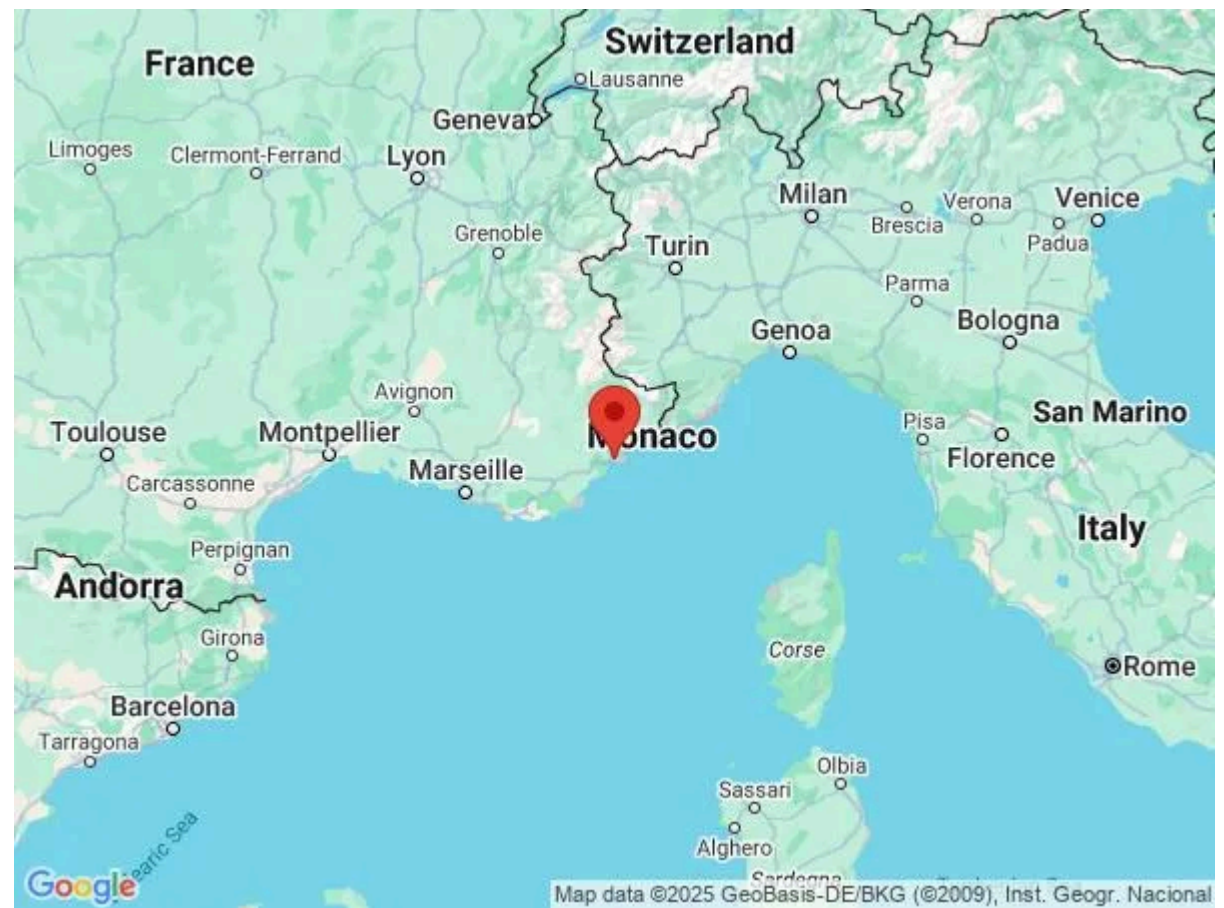 Switzerland
France
Lausanne
Geneva
Limoges
Clermont-Ferrand
Lyon
Milan
Verona
Venice
Brescia
Padua
Grenoble
Turin
Parma
Genoa
Bologna
Avignon
Toulouse
Montpellier
Monaco
Pisa
San Marino
Marseille
Florence
Carcassonne
Italy
Perpignan
Andorra
Girona
Corse
Rome
Barcelona
Tarragona
Olbia
Sassari
Alghero
Sardegna
Google
Map data ©2025 GeoBasis-DE/BKG (©2009), Inst. Geogr. Nacional